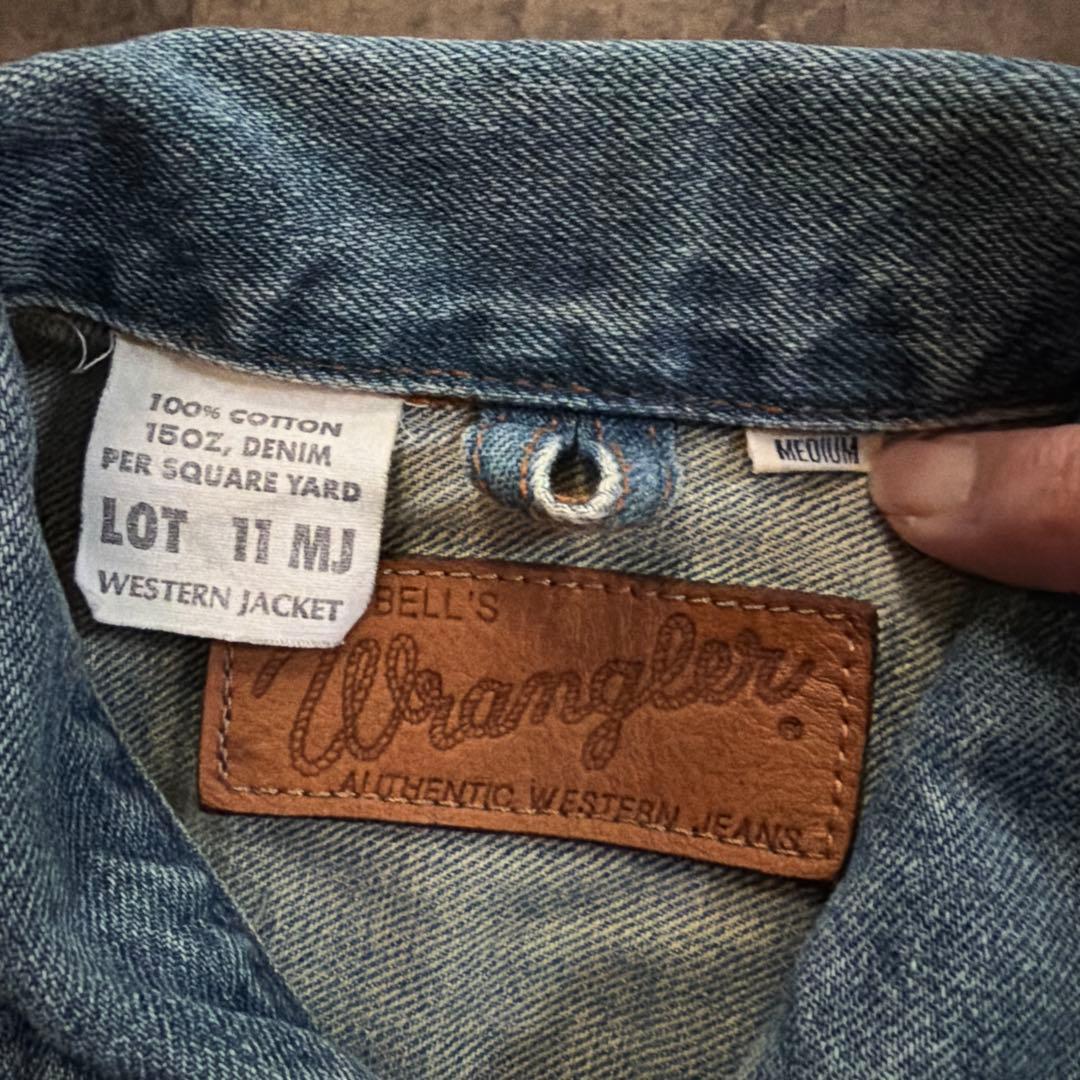 100% COTTON
15OZ, DENIM
PER SQUARE YARD
LOT 11 MJ
WESTERN JACKET
MEDIUM
BELL'S
Wrangler
AUTHENTIC WESTERN JEANS